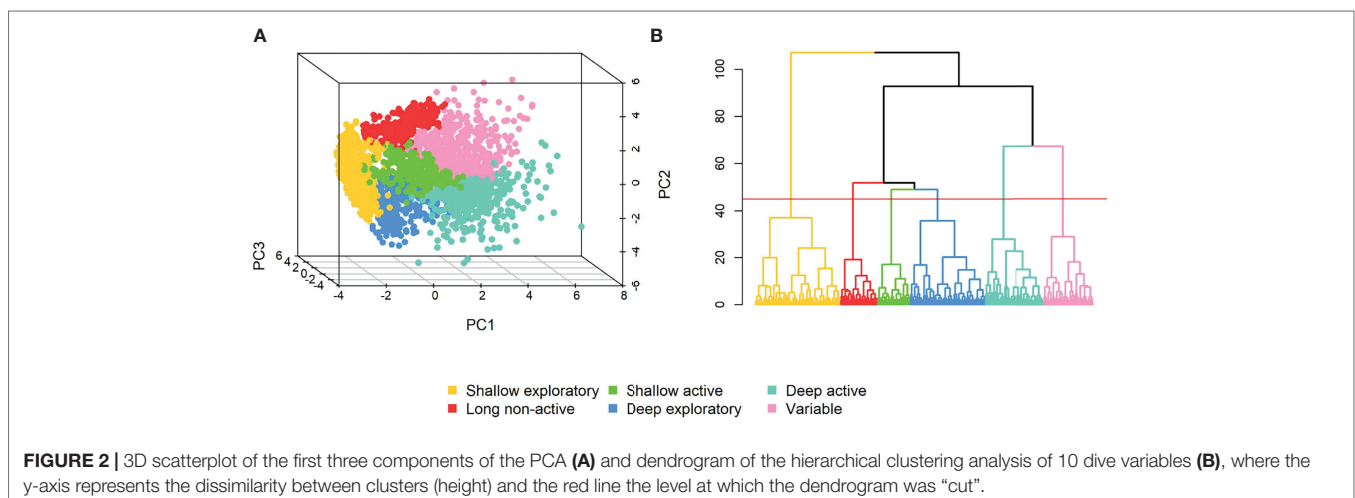 A
B
6
4
2
0
-2
-4
-6
PC2
PC3
6 4 2 0 -2 -4
-4 0 2 4 6 8
PC1
100
80
60
40
20
0
Shallow exploratory Shallow active Deep active
Long non-active Deep exploratory Variable
FIGURE 2 | 3D scatterplot of the first three components of the PCA (A) and dendrogram of the hierarchical clustering analysis of 10 dive variables (B), where the
y-axis represents the dissimilarity between clusters (height) and the red line the level at which the dendrogram was “cut”.